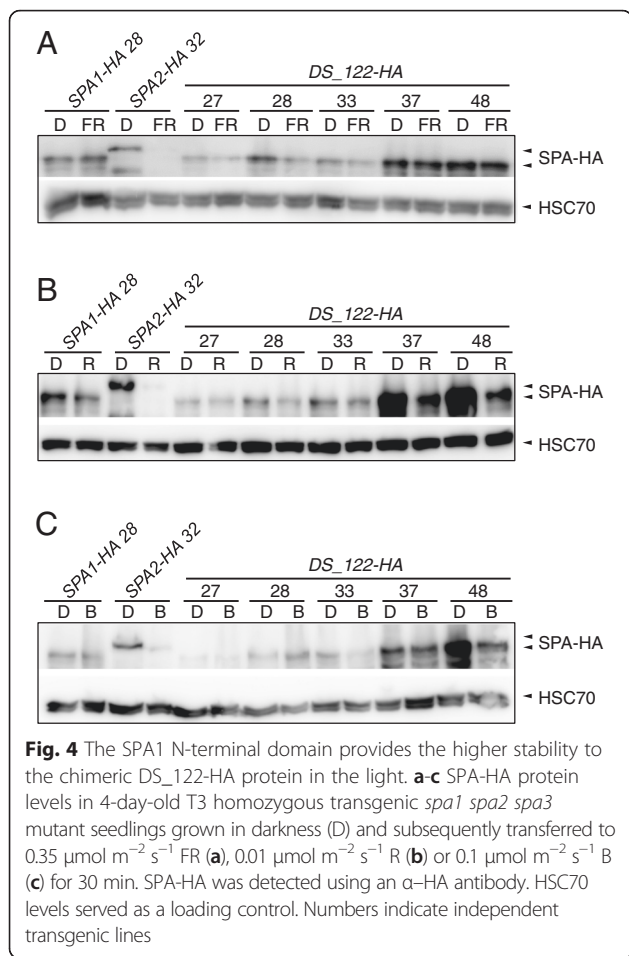 A
SPA1-HA 28
SPA2-HA 32
DS_122-HA
27 28 33 37 48
D FR D FR D FR D FR D FR D FR D FR
SPA-HA
HSC70
B
SPA1-HA 28
SPA2-HA 32
DS_122-HA
27 28 33 37 48
D R D R D R D R D R D R D R
SPA-HA
HSC70
C
SPA1-HA 28
SPA2-HA 32
DS_122-HA
27 28 33 37 48
D B D B D B D B D B D B D B
SPA-HA
HSC70
Fig. 4 The SPA1 N-terminal domain provides the higher stability to
the chimeric DS_122-HA protein in the light. a-c SPA-HA protein
levels in 4-day-old T3 homozygous transgenic spa1 spa2 spa3
mutant seedlings grown in darkness (D) and subsequently transferred to
0.35 μmol m⁻² s⁻¹ FR (a), 0.01 μmol m⁻² s⁻¹ R (b) or 0.1 μmol m⁻² s⁻¹ B
(c) for 30 min. SPA-HA was detected using an α–HA antibody. HSC70
levels served as a loading control. Numbers indicate independent
transgenic lines